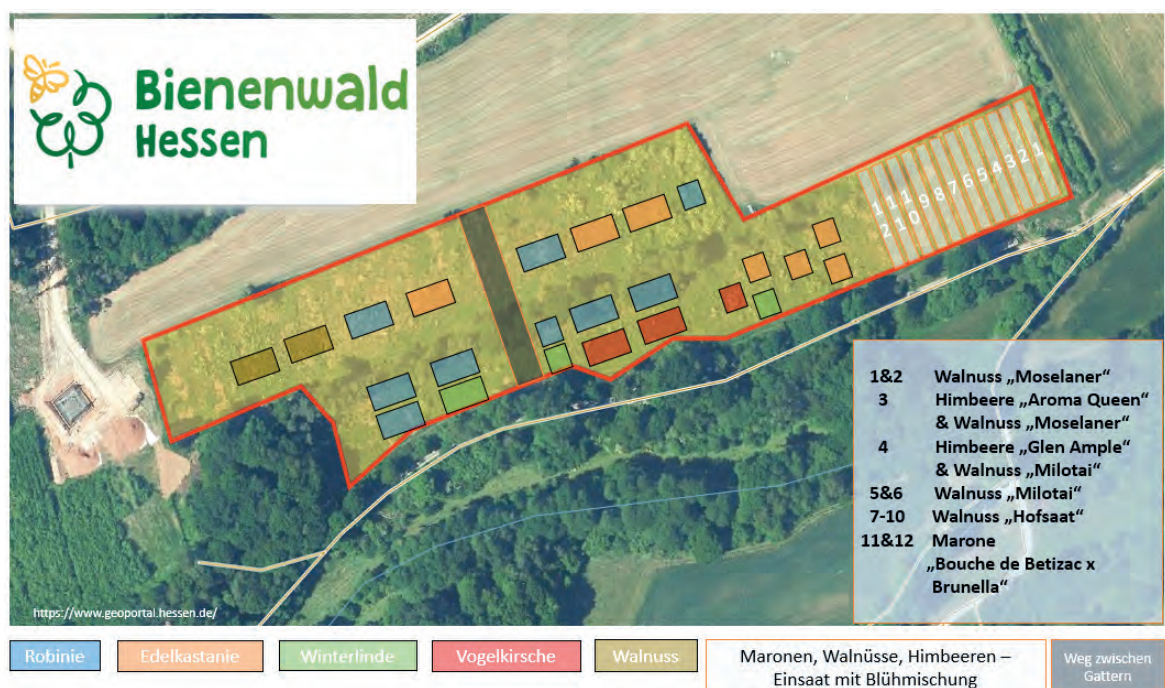 Bienenwald
Hessen
1 1 1 9 8 7 6 5 4 3 2 1
2 1 0
1&2 Walnuss „Moselaner“
3 Himbeere „Aroma Queen“
& Walnuss „Moselaner“
4 Himbeere „Glen Ample“
& Walnuss „Milotai“
5&6 Walnuss „Milotai“
7-10 Walnuss „Hofsaat“
11&12 Marone
„Bouche de Betizac x
Brunella“
https://www.geoportal.hessen.de/
Robinie
Edelkastanie
Winterlinde
Vogelkirsche
Walnuss
Maronen, Walnüsse, Himbeeren –
Einsaat mit Blühmischung
Weg zwischen
Gattern